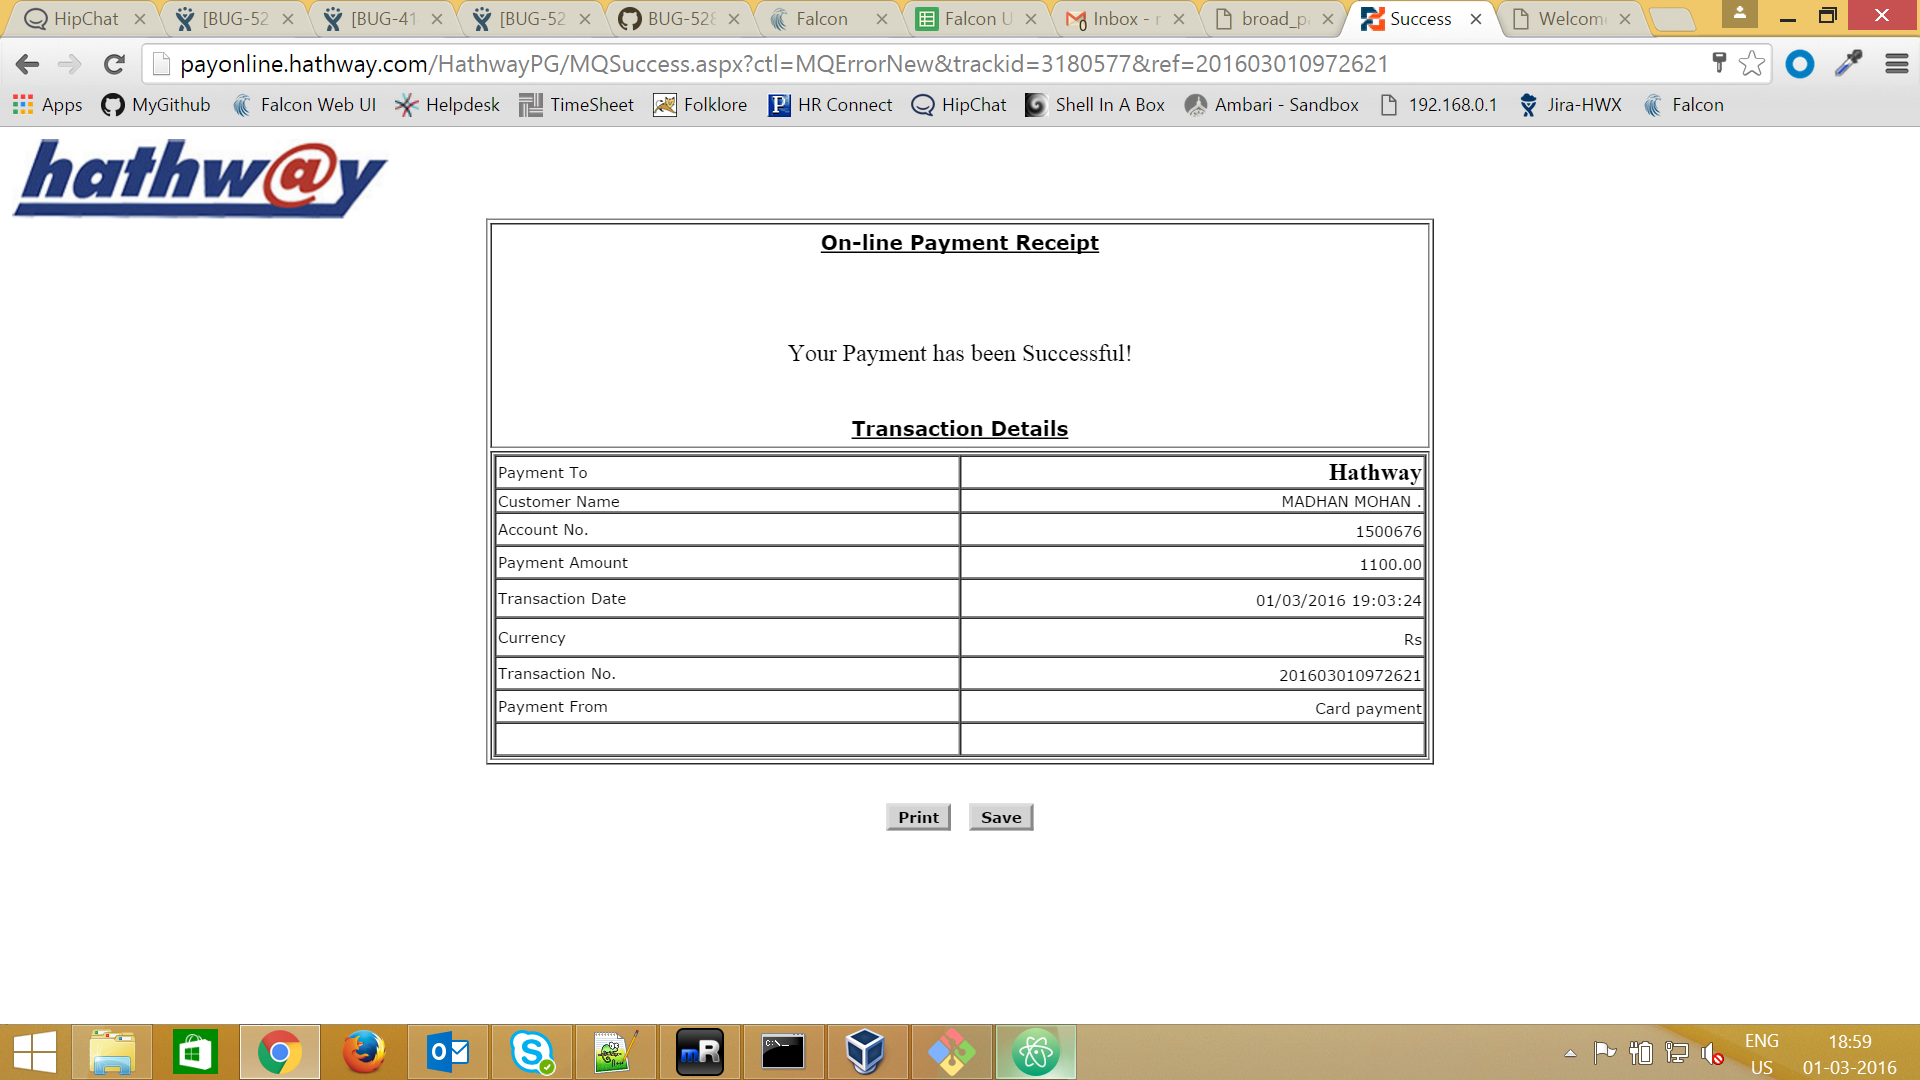 HipChat
[BUG-52
[BUG-41
[BUG-52
BUG-528
Falcon
Falcon U
Inbox - r
broad_p
Success
Welcom
payonline.hathway.com/HathwayPG/MQSuccess.aspx?ctl=MQErrorNew&trackid=3180577&ref=201603010972621
Apps
MyGithub
Falcon Web UI
Helpdesk
TimeSheet
Folklore
HR Connect
HipChat
Shell In A Box
Ambari - Sandbox
192.168.0.1
Jira-HWX
Falcon
hathw@y
On-line Payment Receipt
Your Payment has been Successful!
Transaction Details
Payment To Hathway
Customer Name MADHAN MOHAN .
Account No. 1500676
Payment Amount 1100.00
Transaction Date 01/03/2016 19:03:24
Currency Rs
Transaction No. 201603010972621
Payment From Card payment
Print Save
mR
ENG 18:59
US 01-03-2016